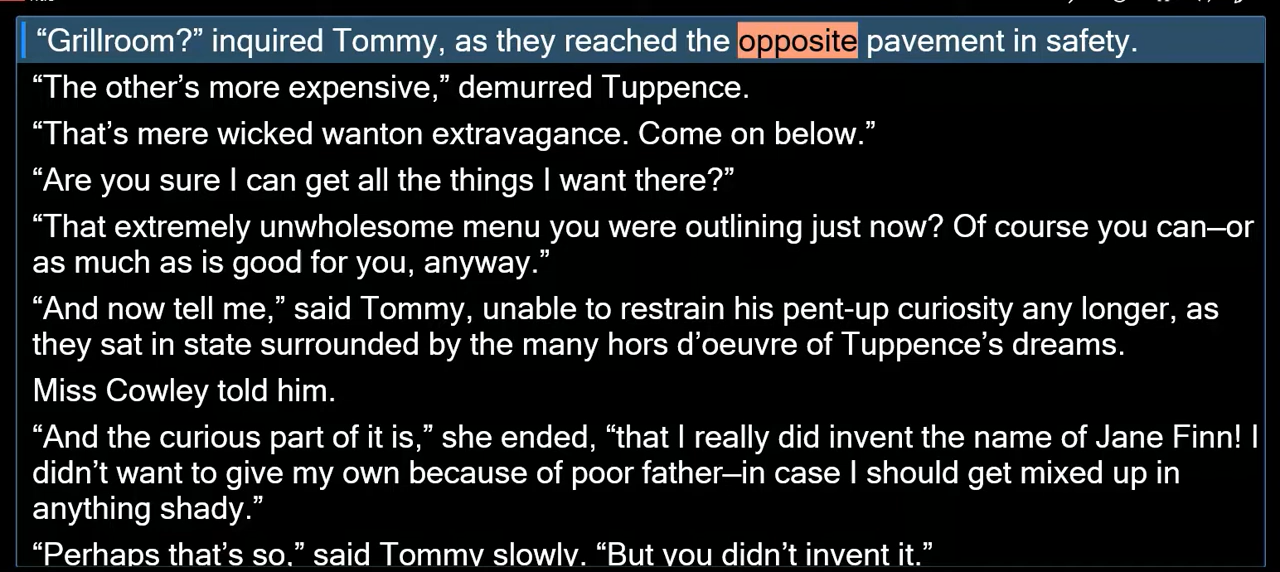 “Grillroom?” inquired Tommy, as they reached the opposite pavement in safety.
“The other’s more expensive,” demurred Tuppence.
“That’s mere wicked wanton extravagance. Come on below.”
“Are you sure I can get all the things I want there?”
“That extremely unwholesome menu you were outlining just now? Of course you can—or
as much as is good for you, anyway.”
“And now tell me,” said Tommy, unable to restrain his pent-up curiosity any longer, as
they sat in state surrounded by the many hors d’oeuvre of Tuppence’s dreams.
Miss Cowley told him.
“And the curious part of it is,” she ended, “that I really did invent the name of Jane Finn! I
didn’t want to give my own because of poor father—in case I should get mixed up in
anything shady.”
“Perhaps that’s so,” said Tommy slowly. “But you didn’t invent it.”